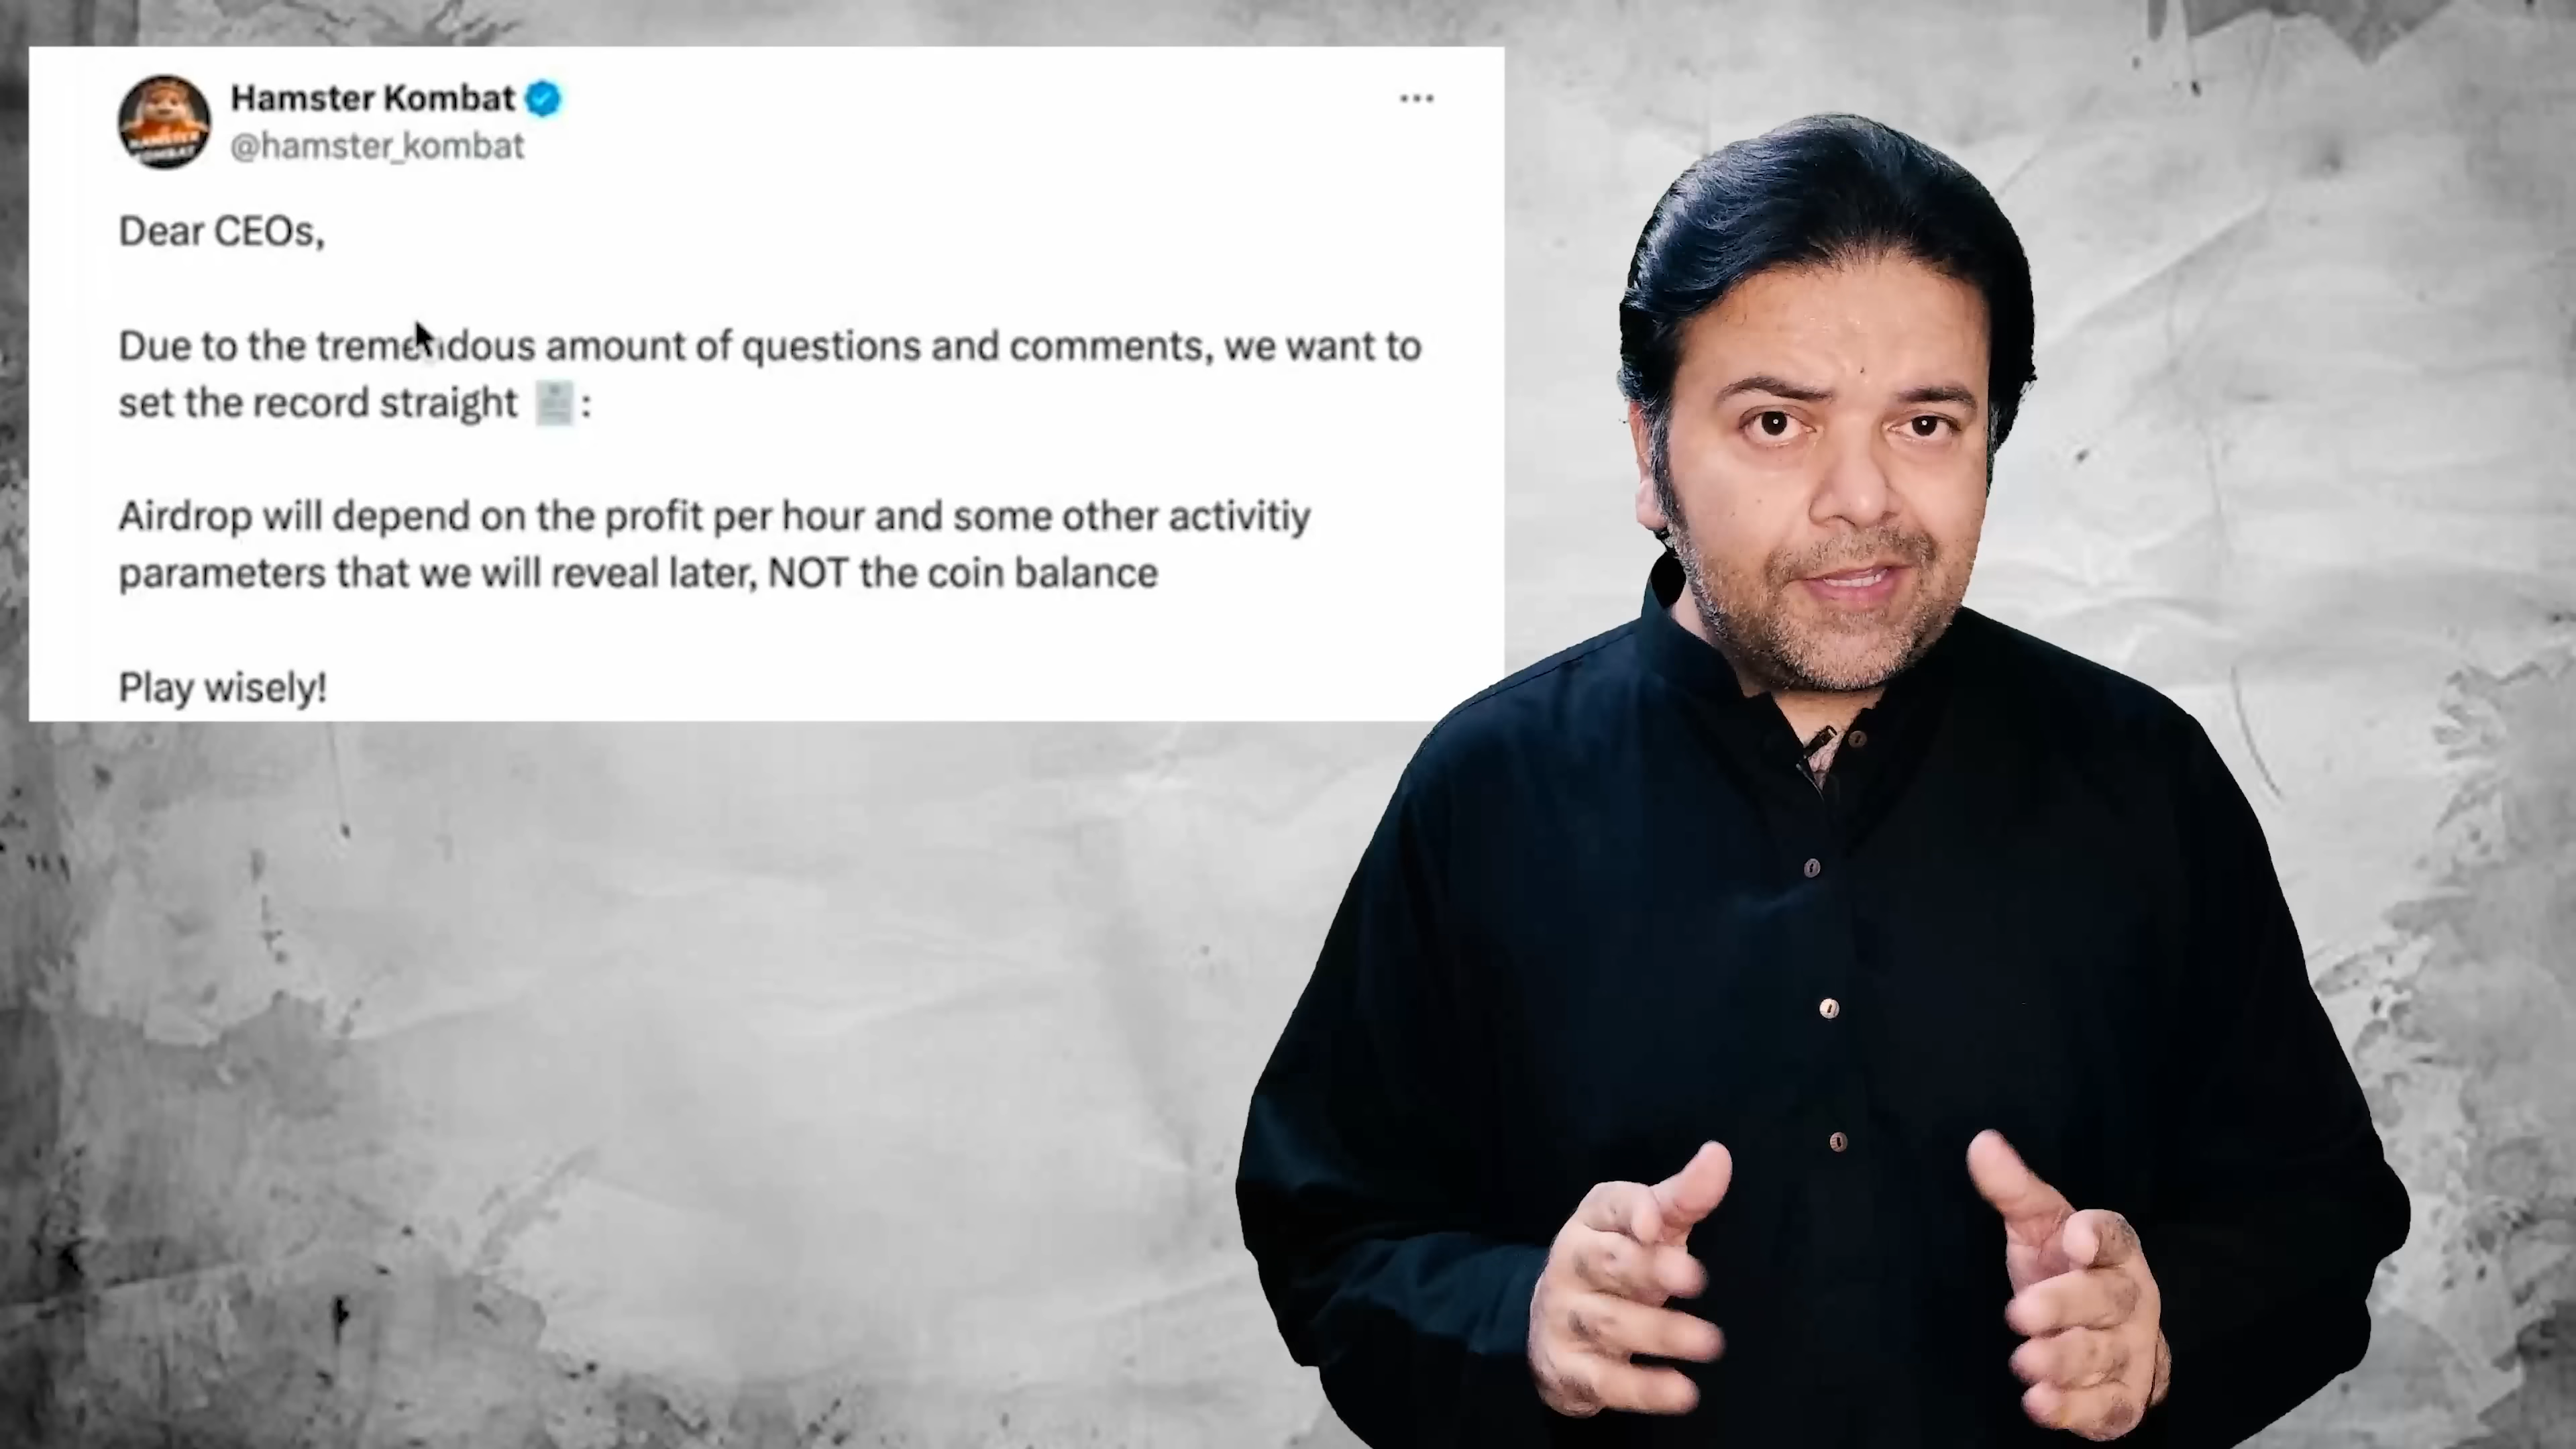 Hamster Kombat
@hamster_kombat
Dear CEOs,
Due to the tremendous amount of questions and comments, we want to
set the record straight :
Airdrop will depend on the profit per hour and some other activitiy
parameters that we will reveal later, NOT the coin balance
Play wisely!